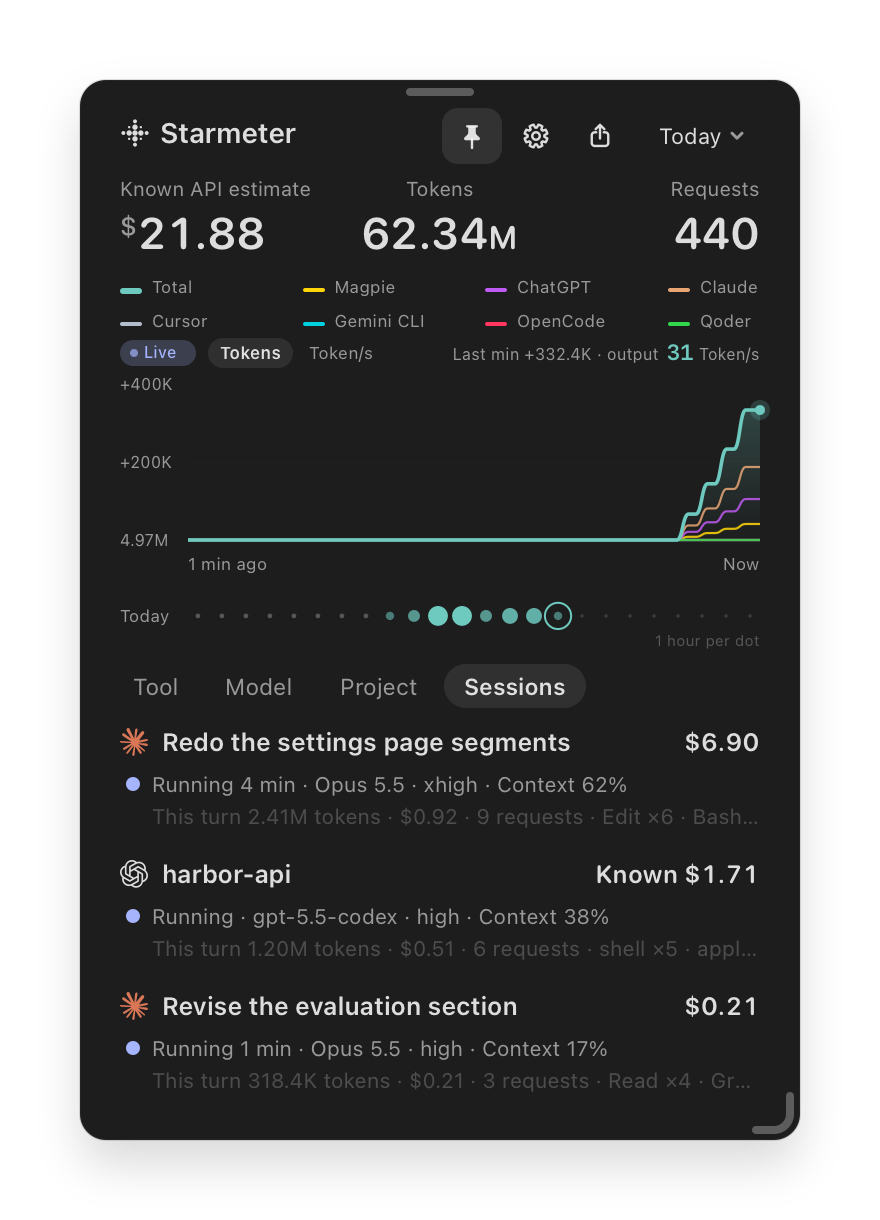 Starmeter
Today
Known API estimate
Tokens
Requests
$21.88
62.34M
440
Total
Magpie
ChatGPT
Claude
Cursor
Gemini CLI
OpenCode
Qoder
Live
Tokens
Token/s
Last min +332.4K · output 31 Token/s
+400K
+200K
4.97M
1 min ago
Now
Today
1 hour per dot
Tool
Model
Project
Sessions
Redo the settings page segments
$6.90
Running 4 min · Opus 5.5 · xhigh · Context 62%
This turn 2.41M tokens · $0.92 · 9 requests · Edit ×6 · Bash...
harbor-api
Known $1.71
Running · gpt-5.5-codex · high · Context 38%
This turn 1.20M tokens · $0.51 · 6 requests · shell ×5 · appl...
Revise the evaluation section
$0.21
Running 1 min · Opus 5.5 · high · Context 17%
This turn 318.4K tokens · $0.21 · 3 requests · Read ×4 · Gr...